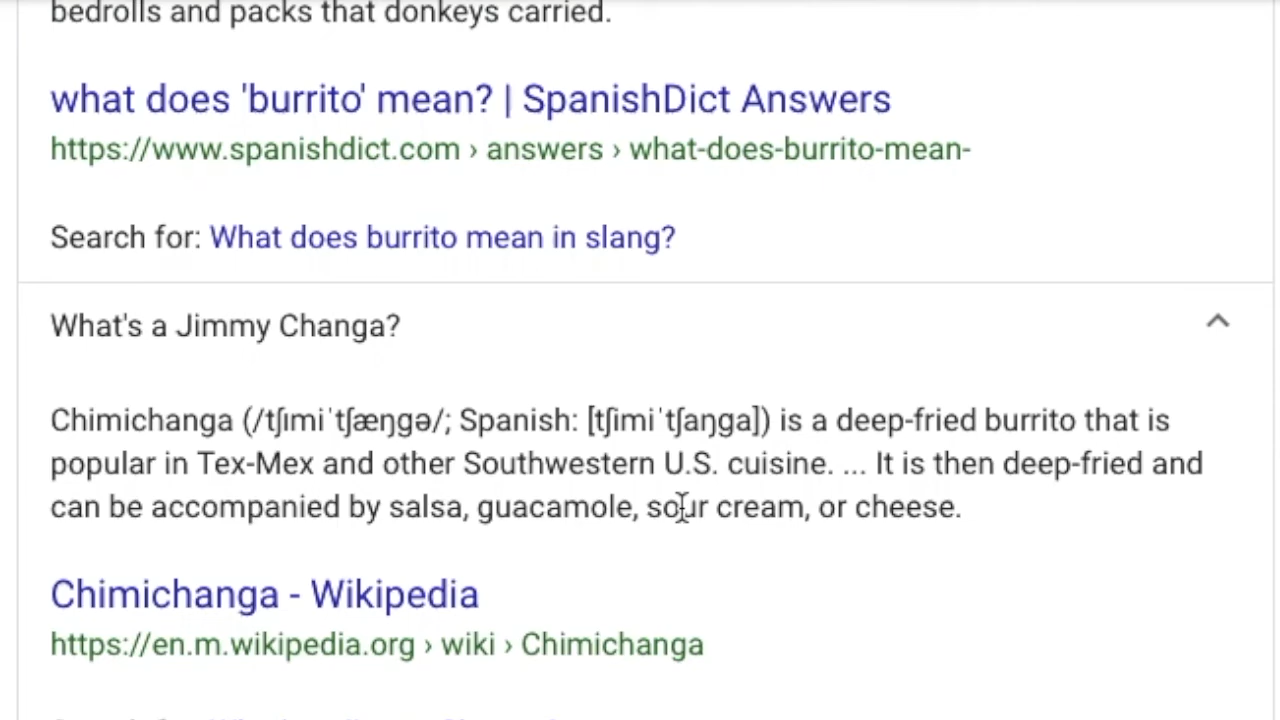 bedrolls and packs that donkeys carried.
what does 'burrito' mean? | SpanishDict Answers
https://www.spanishdict.com › answers › what-does-burrito-mean-
Search for: What does burrito mean in slang?
What's a Jimmy Changa?
Chimichanga (/tʃɪmiˈtʃæŋɡə/; Spanish: [tʃimiˈtʃaŋɡa]) is a deep-fried burrito that is
popular in Tex-Mex and other Southwestern U.S. cuisine. ... It is then deep-fried and
can be accompanied by salsa, guacamole, sour cream, or cheese.
Chimichanga - Wikipedia
https://en.m.wikipedia.org › wiki › Chimichanga